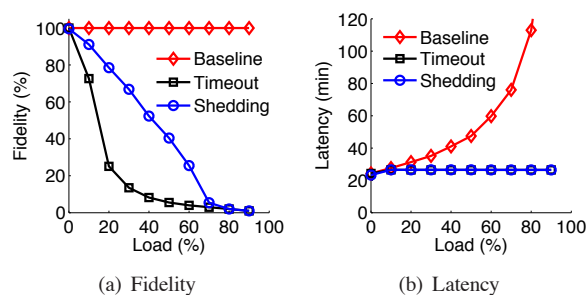 100
80
60
40
20
0
Fidelity (%)
0 20 40 60 80 100
Load (%)
Baseline
Timeout
Shedding
(a) Fidelity
120
100
80
60
40
20
0
Latency (min)
0 20 40 60 80 100
Load (%)
Baseline
Timeout
Shedding
(b) Latency